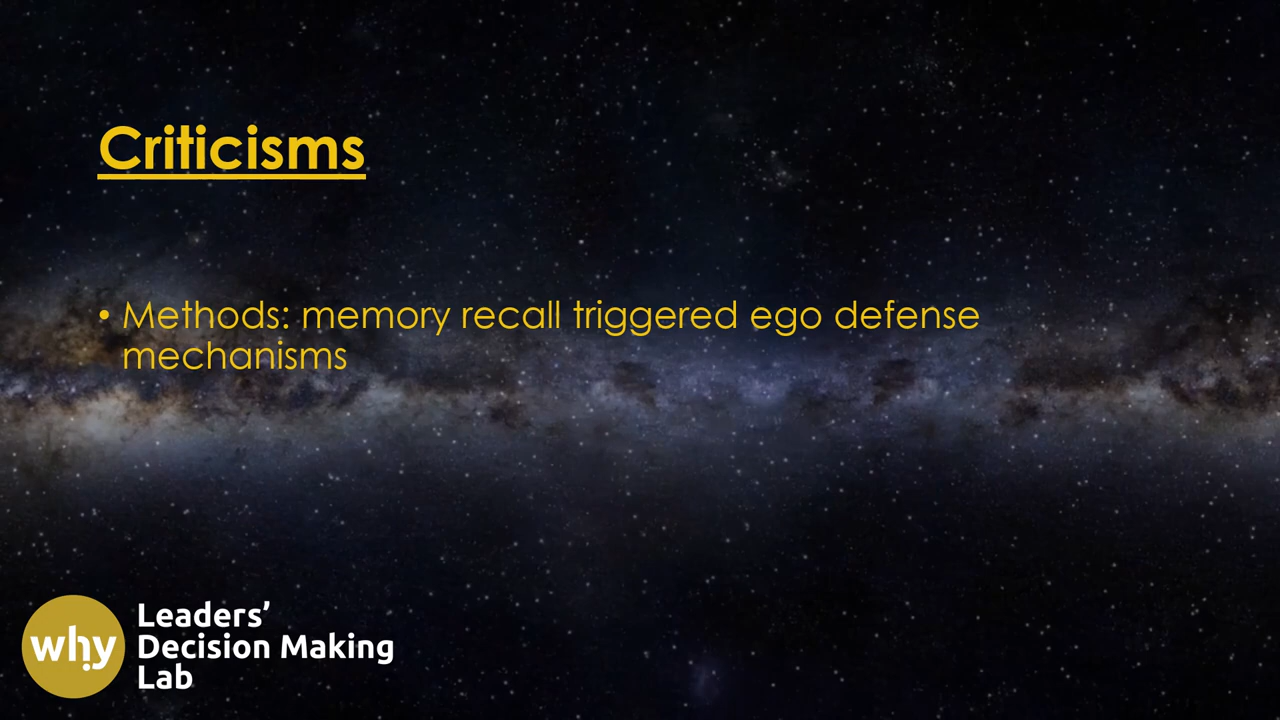 Criticisms
• Methods: memory recall triggered ego defense
mechanisms
why
Leaders’
Decision Making
Lab